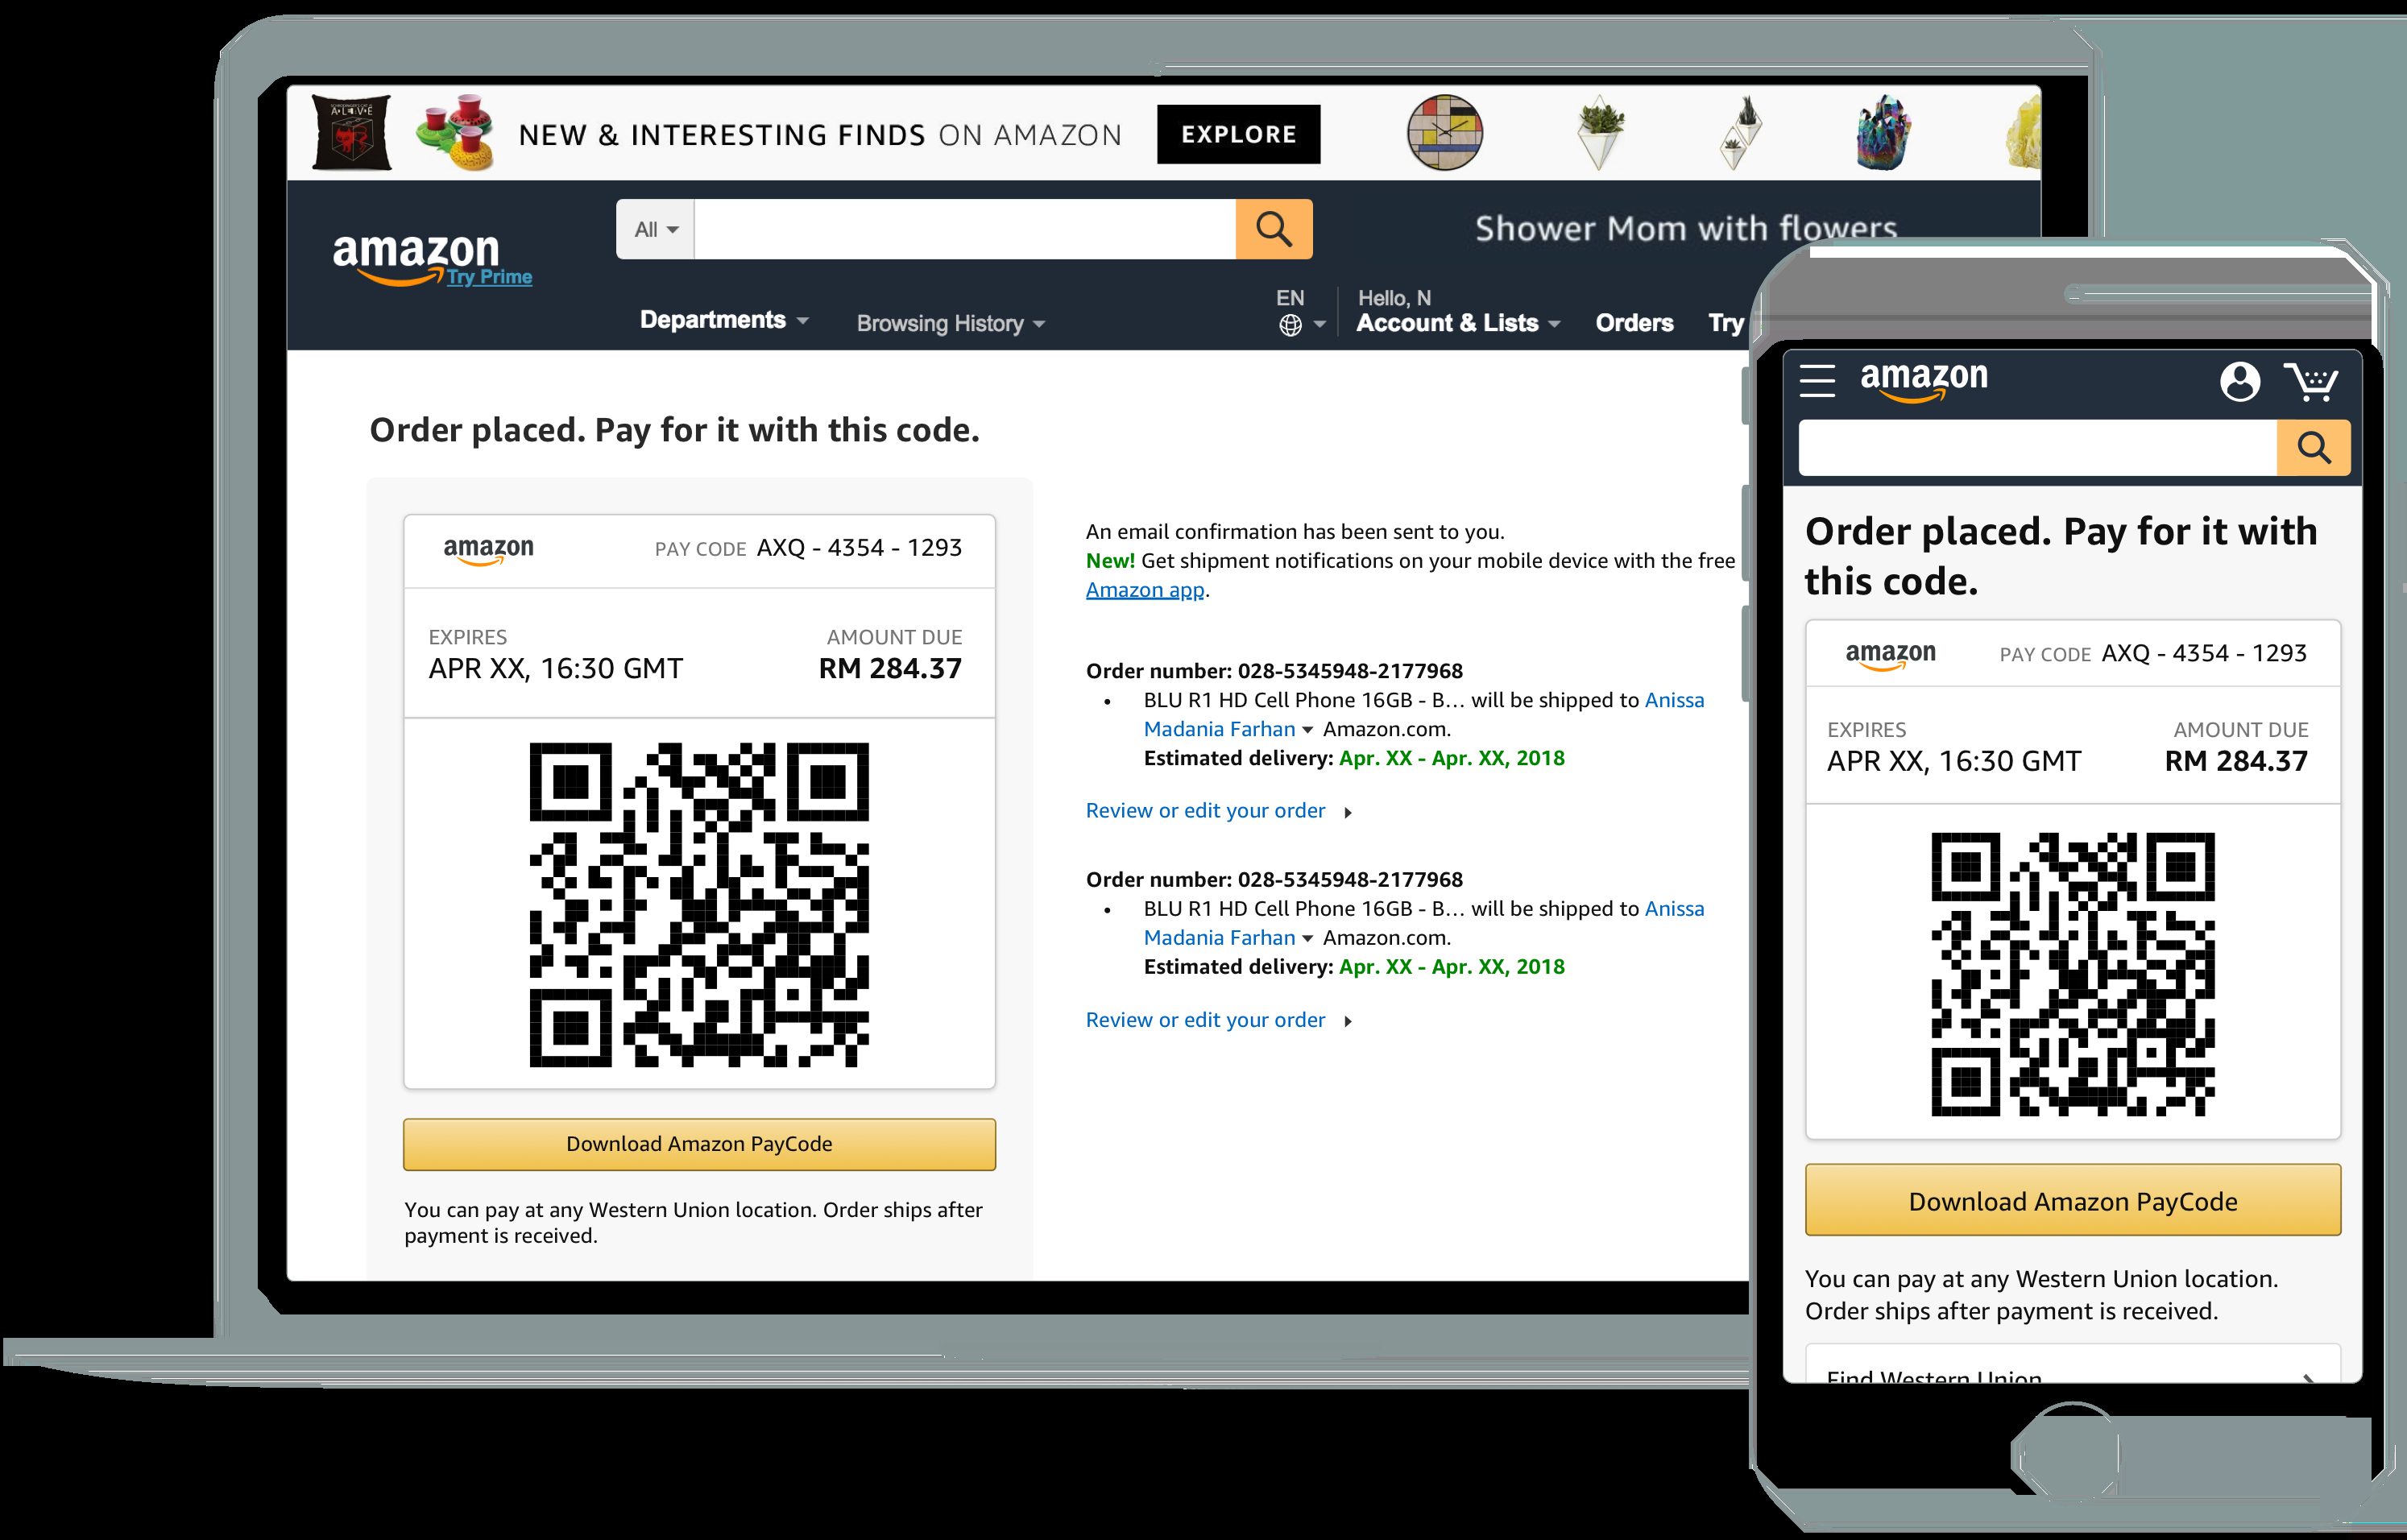 A·L·I·V·E
NEW & INTERESTING FINDS ON AMAZON
EXPLORE
All
Shower Mom with flowers
amazon
Try Prime
EN
Hello, N
Departments
Browsing History
Account & Lists
Orders
Try
Order placed. Pay for it with this code.
amazon
PAY CODE AXQ - 4354 - 1293
EXPIRES
AMOUNT DUE
APR XX, 16:30 GMT
RM 284.37
Download Amazon PayCode
You can pay at any Western Union location. Order ships after
payment is received.
An email confirmation has been sent to you.
New! Get shipment notifications on your mobile device with the free
Amazon app.
Order number: 028-5345948-2177968
• BLU R1 HD Cell Phone 16GB - B... will be shipped to Anissa
Madania Farhan Amazon.com.
Estimated delivery: Apr. XX - Apr. XX, 2018
Review or edit your order
Order number: 028-5345948-2177968
• BLU R1 HD Cell Phone 16GB - B... will be shipped to Anissa
Madania Farhan Amazon.com.
Estimated delivery: Apr. XX - Apr. XX, 2018
Review or edit your order
amazon
Order placed. Pay for it with
this code.
amazon
PAY CODE AXQ - 4354 - 1293
EXPIRES
AMOUNT DUE
APR XX, 16:30 GMT
RM 284.37
Download Amazon PayCode
You can pay at any Western Union location.
Order ships after payment is received.
Find Western Union